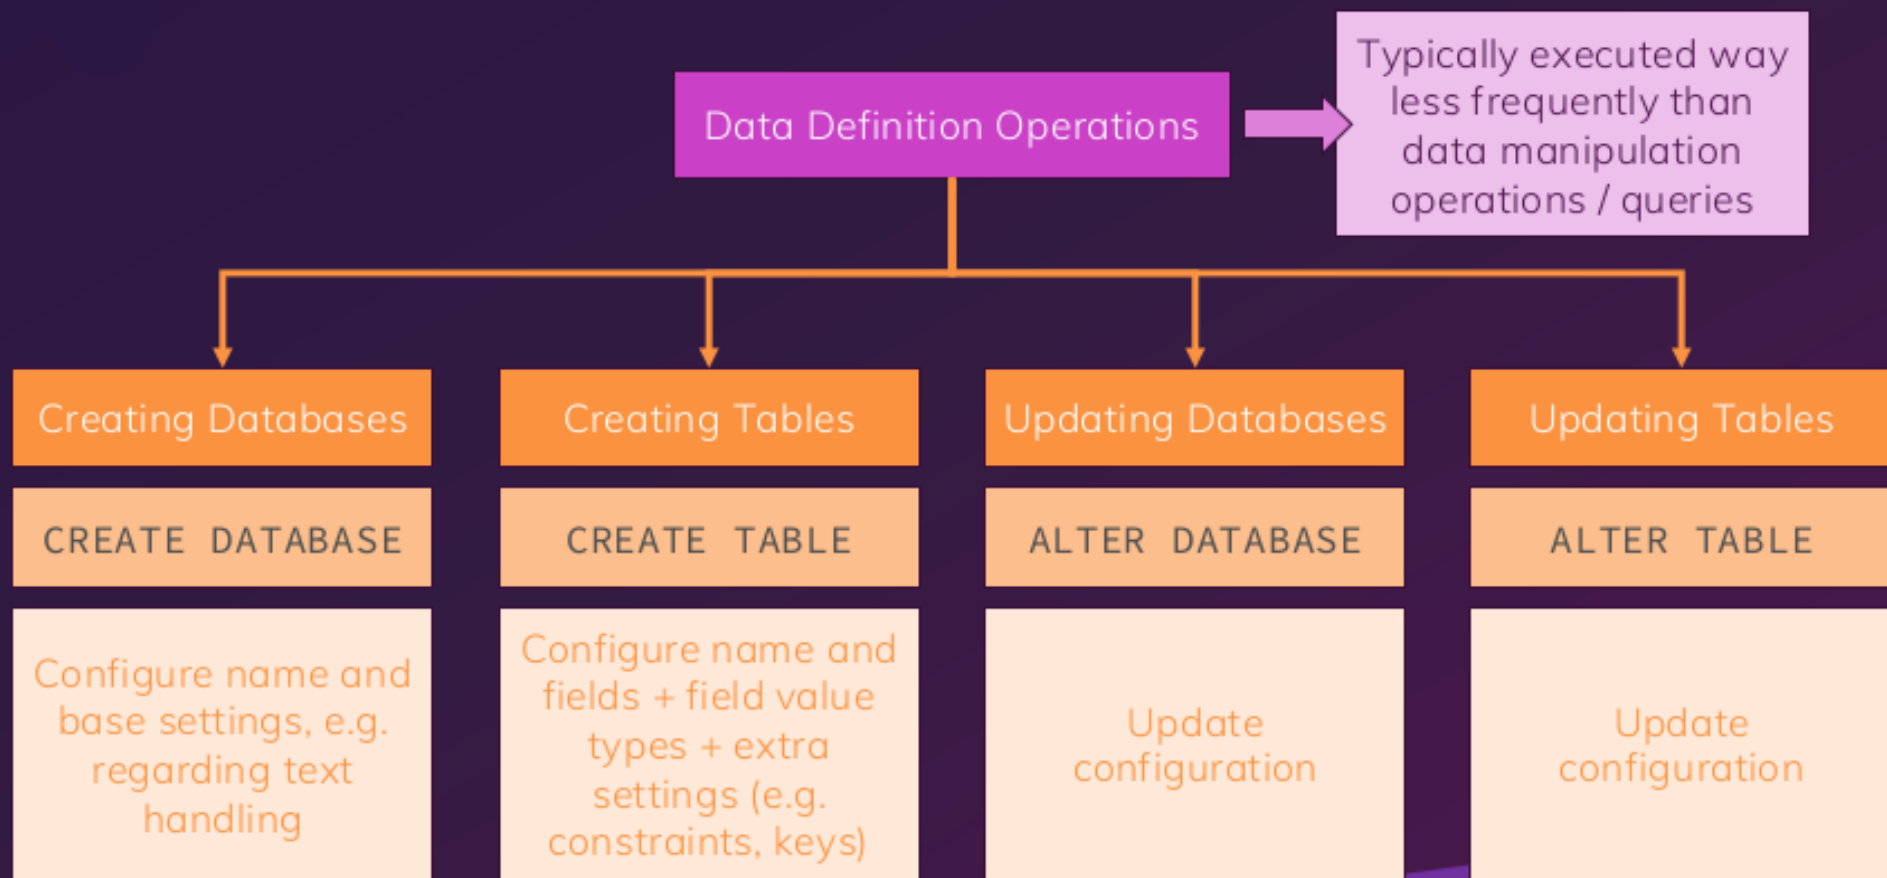 Data Definition Operations
Typically executed way
less frequently than
data manipulation
operations / queries
Creating Databases
Creating Tables
Updating Databases
Updating Tables
CREATE DATABASE
CREATE TABLE
ALTER DATABASE
ALTER TABLE
Configure name and
base settings, e.g.
regarding text
handling
Configure name and
fields + field value
types + extra
settings (e.g.
constraints, keys)
Update
configuration
Update
configuration